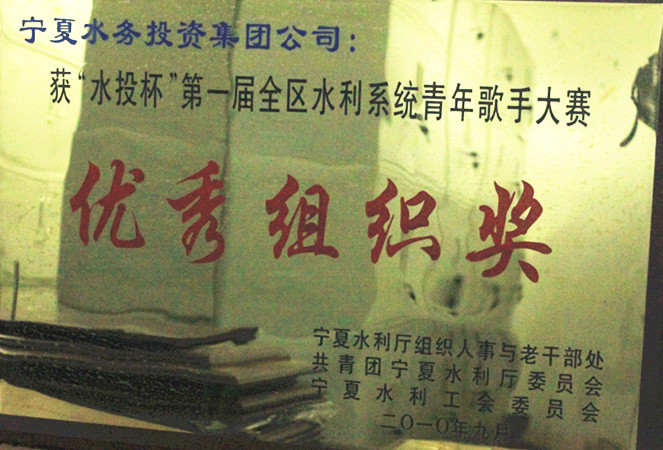 宁夏水务投资集团公司：
获“水投杯”第一届全区水利系统青年歌手大赛
优秀组织奖
宁夏水利厅组织人事与老干部处
共青团宁夏水利厅委员会
宁夏水利工会委员会
二〇一〇年九月